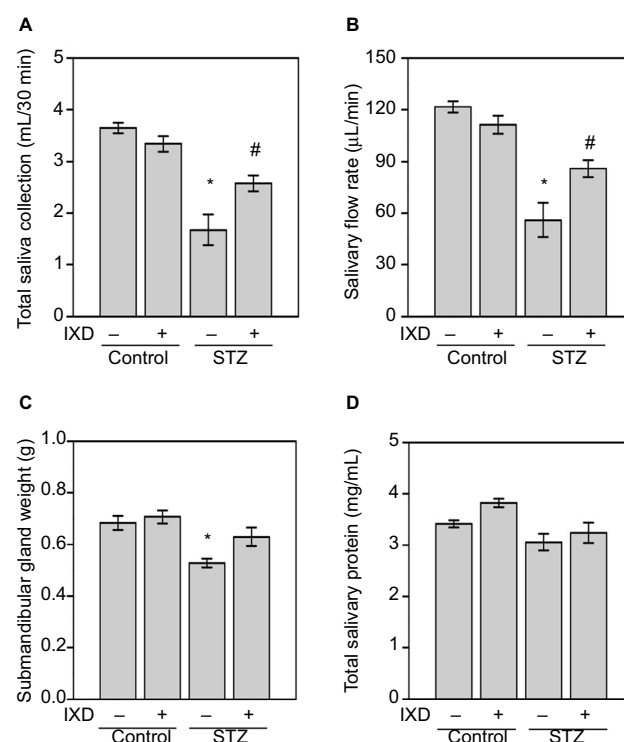 A
Total saliva collection (mL/30 min)
5
4
3
2
1
0
*
#
IXD – + – +
Control STZ
B
Salivary flow rate (μL/min)
150
120
90
60
30
0
*
#
IXD – + – +
Control STZ
C
Submandibular gland weight (g)
1.0
0.8
0.6
0.4
0.2
0.0
*
IXD – + – +
Control STZ
D
Total salivary protein (mg/mL)
5
4
3
2
1
0
IXD – + – +
Control STZ